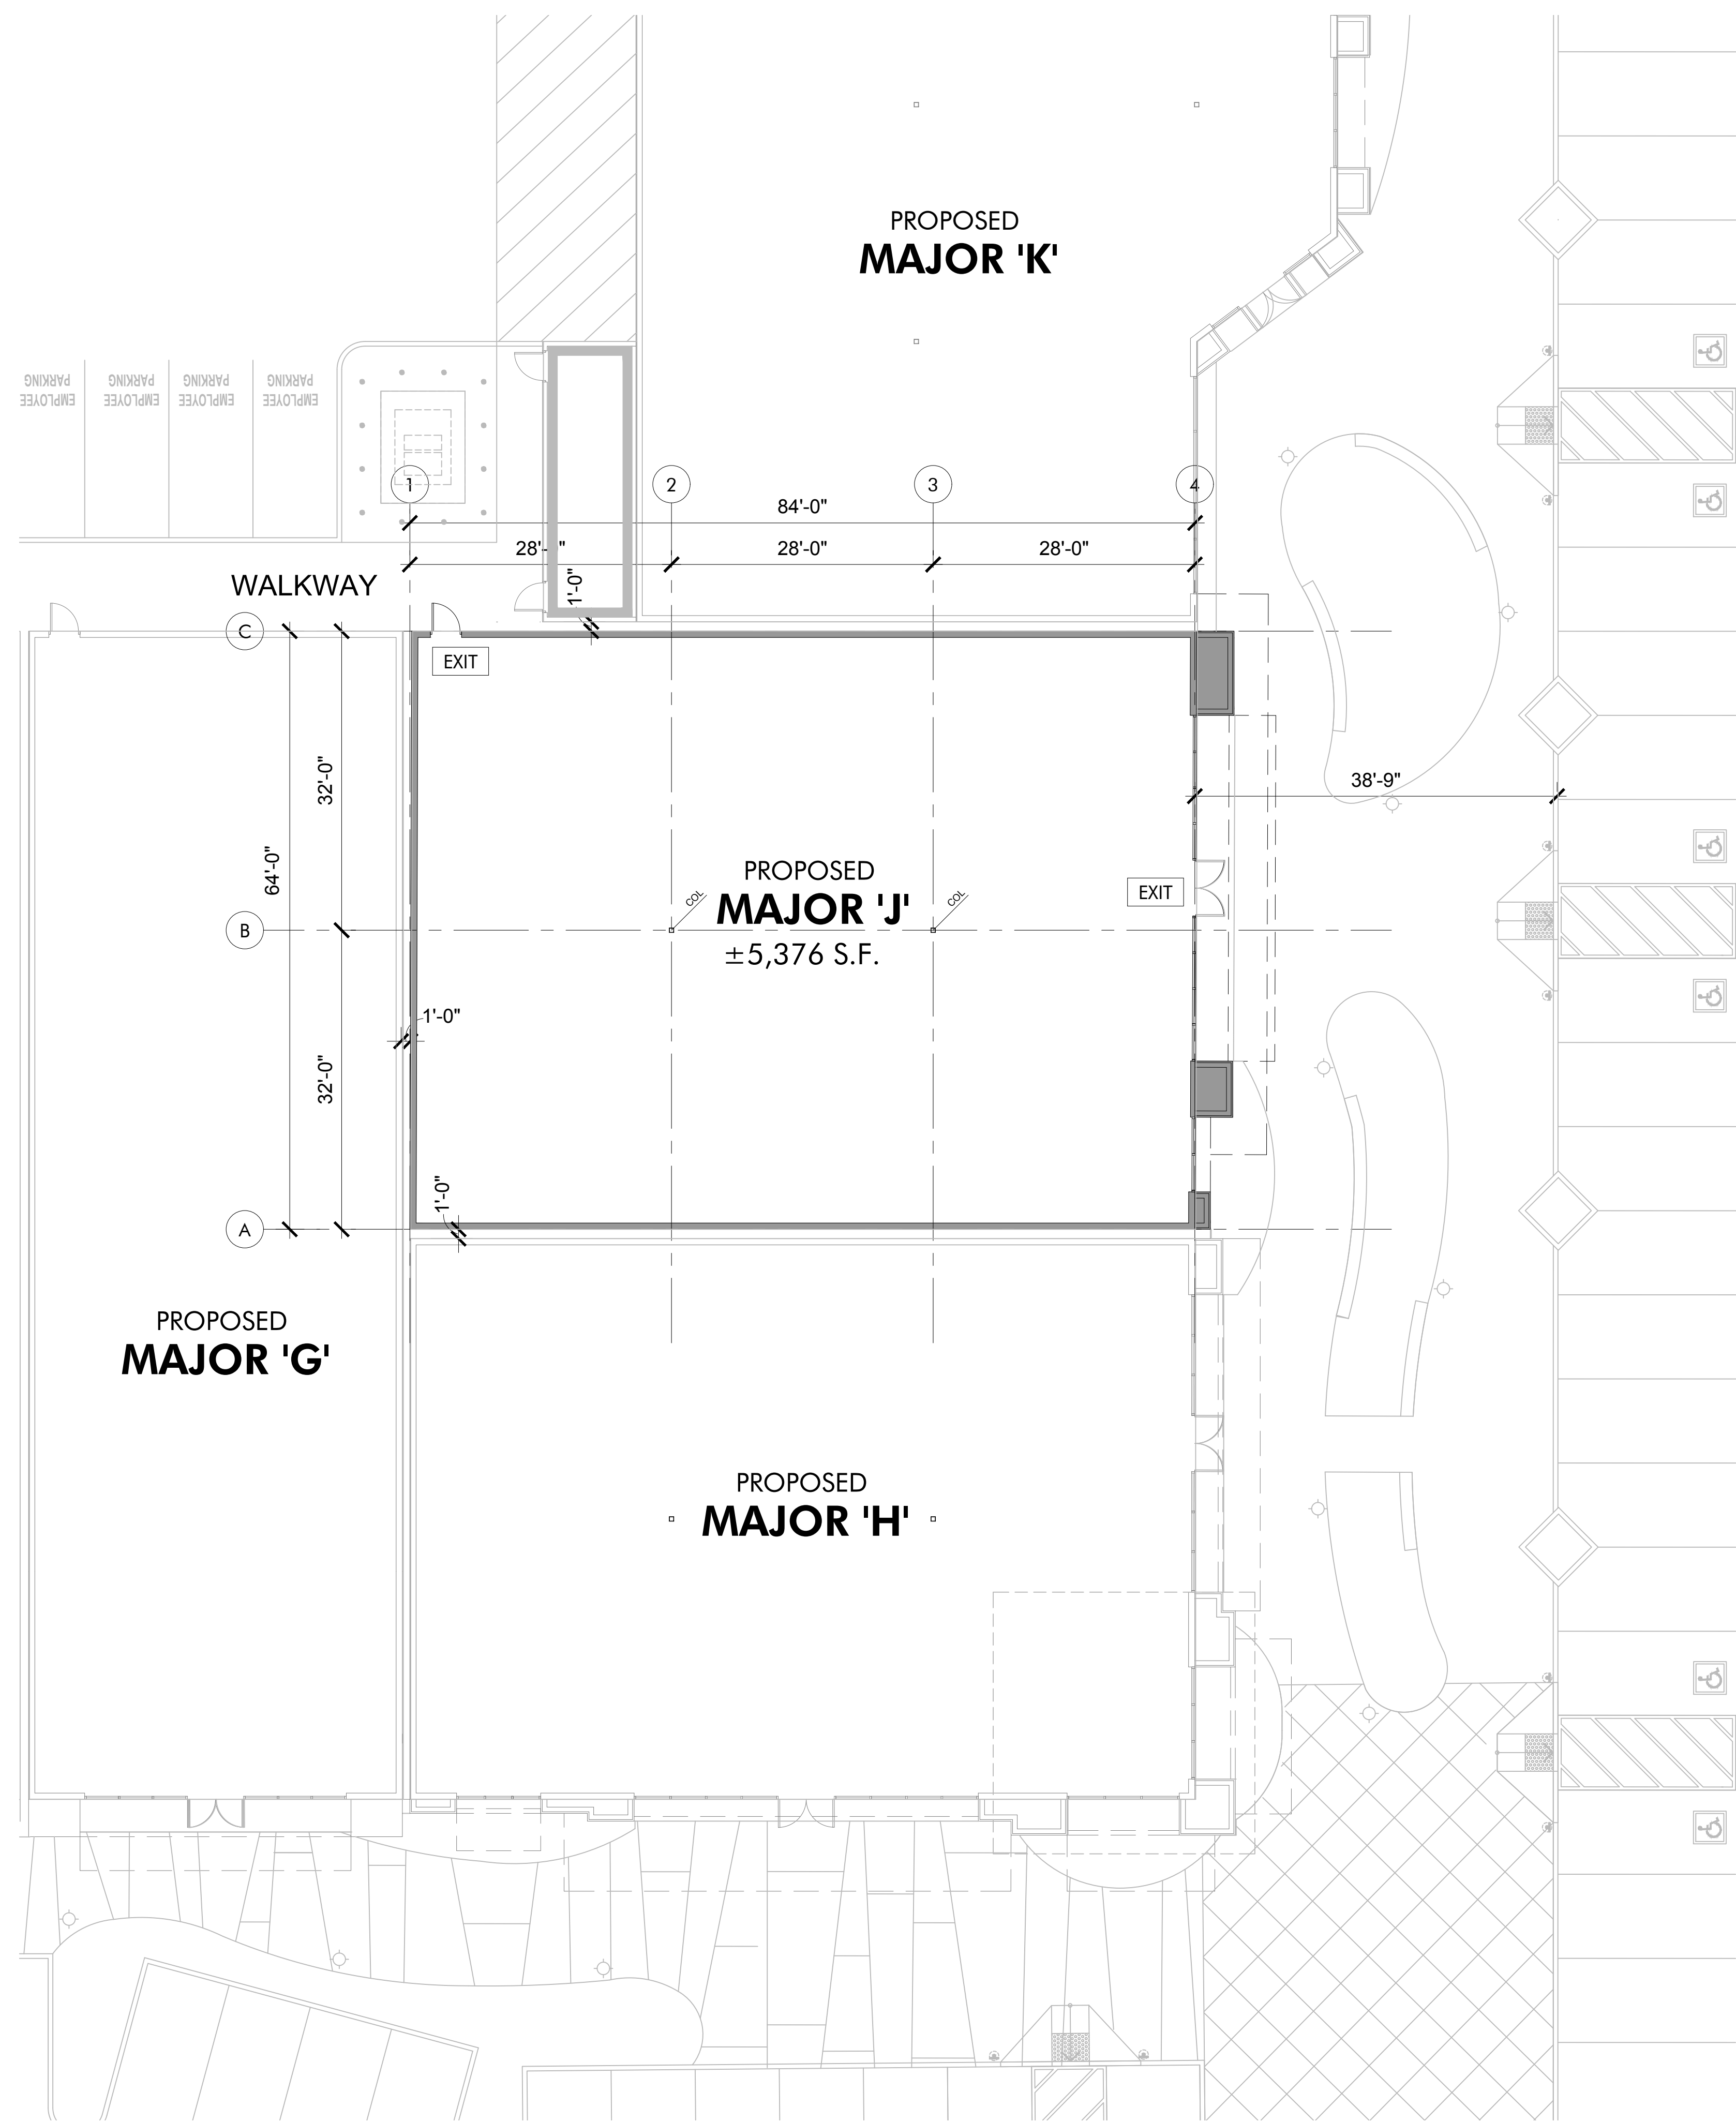 PROPOSED
MAJOR 'K'
EMPLOYEE
PARKING
EMPLOYEE
PARKING
EMPLOYEE
PARKING
EMPLOYEE
PARKING
1
2
3
4
84'-0"
28'-0"
28'-0"
28'-0"
WALKWAY
1'-0"
C
EXIT
32'-0"
38'-9"
64'-0"
PROPOSED
MAJOR 'J'
±5,376 S.F.
COL
COL
EXIT
B
1'-0"
32'-0"
1'-0"
A
PROPOSED
MAJOR 'G'
PROPOSED
MAJOR 'H'